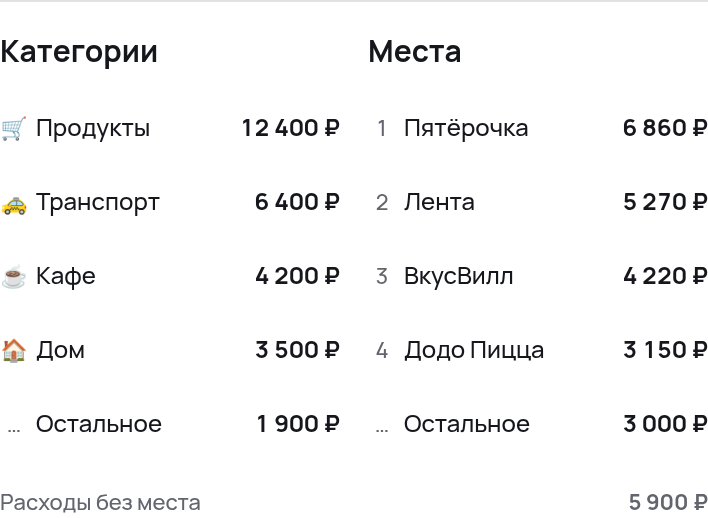 Категории
Продукты 12 400 ₽
Транспорт 6 400 ₽
Кафе 4 200 ₽
Дом 3 500 ₽
... Остальное 1 900 ₽
Места
1 Пятёрочка 6 860 ₽
2 Лента 5 270 ₽
3 ВкусВилл 4 220 ₽
4 Додо Пицца 3 150 ₽
... Остальное 3 000 ₽
Расходы без места 5 900 ₽